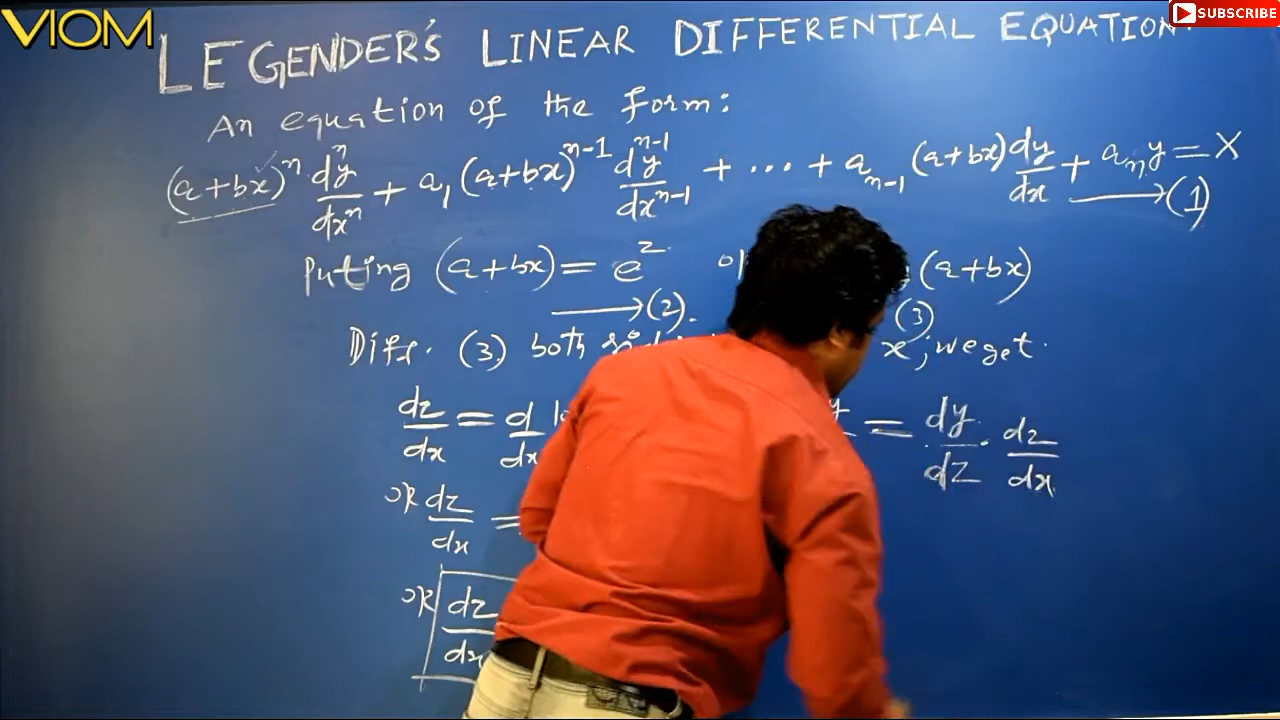 VIOM
SUBSCRIBE
LEGENDER'S LINEAR DIFFERENTIAL EQUATION.
An equation of the form:
(a+bx)^n d^n y/dx^n + a_1 (a+bx)^{n-1} d^{n-1}y/dx^{n-1} + ... + a_{n-1} (a+bx) dy/dx + a_n y = X
→ (1)
Puting (a+bx) = e^z (a+bx)
→ (2). (3)
Diff. (3) both x, we get.
dz/dx = d/dx = dy/dz . dz/dx
OR dz/dx =
OR dz/dx